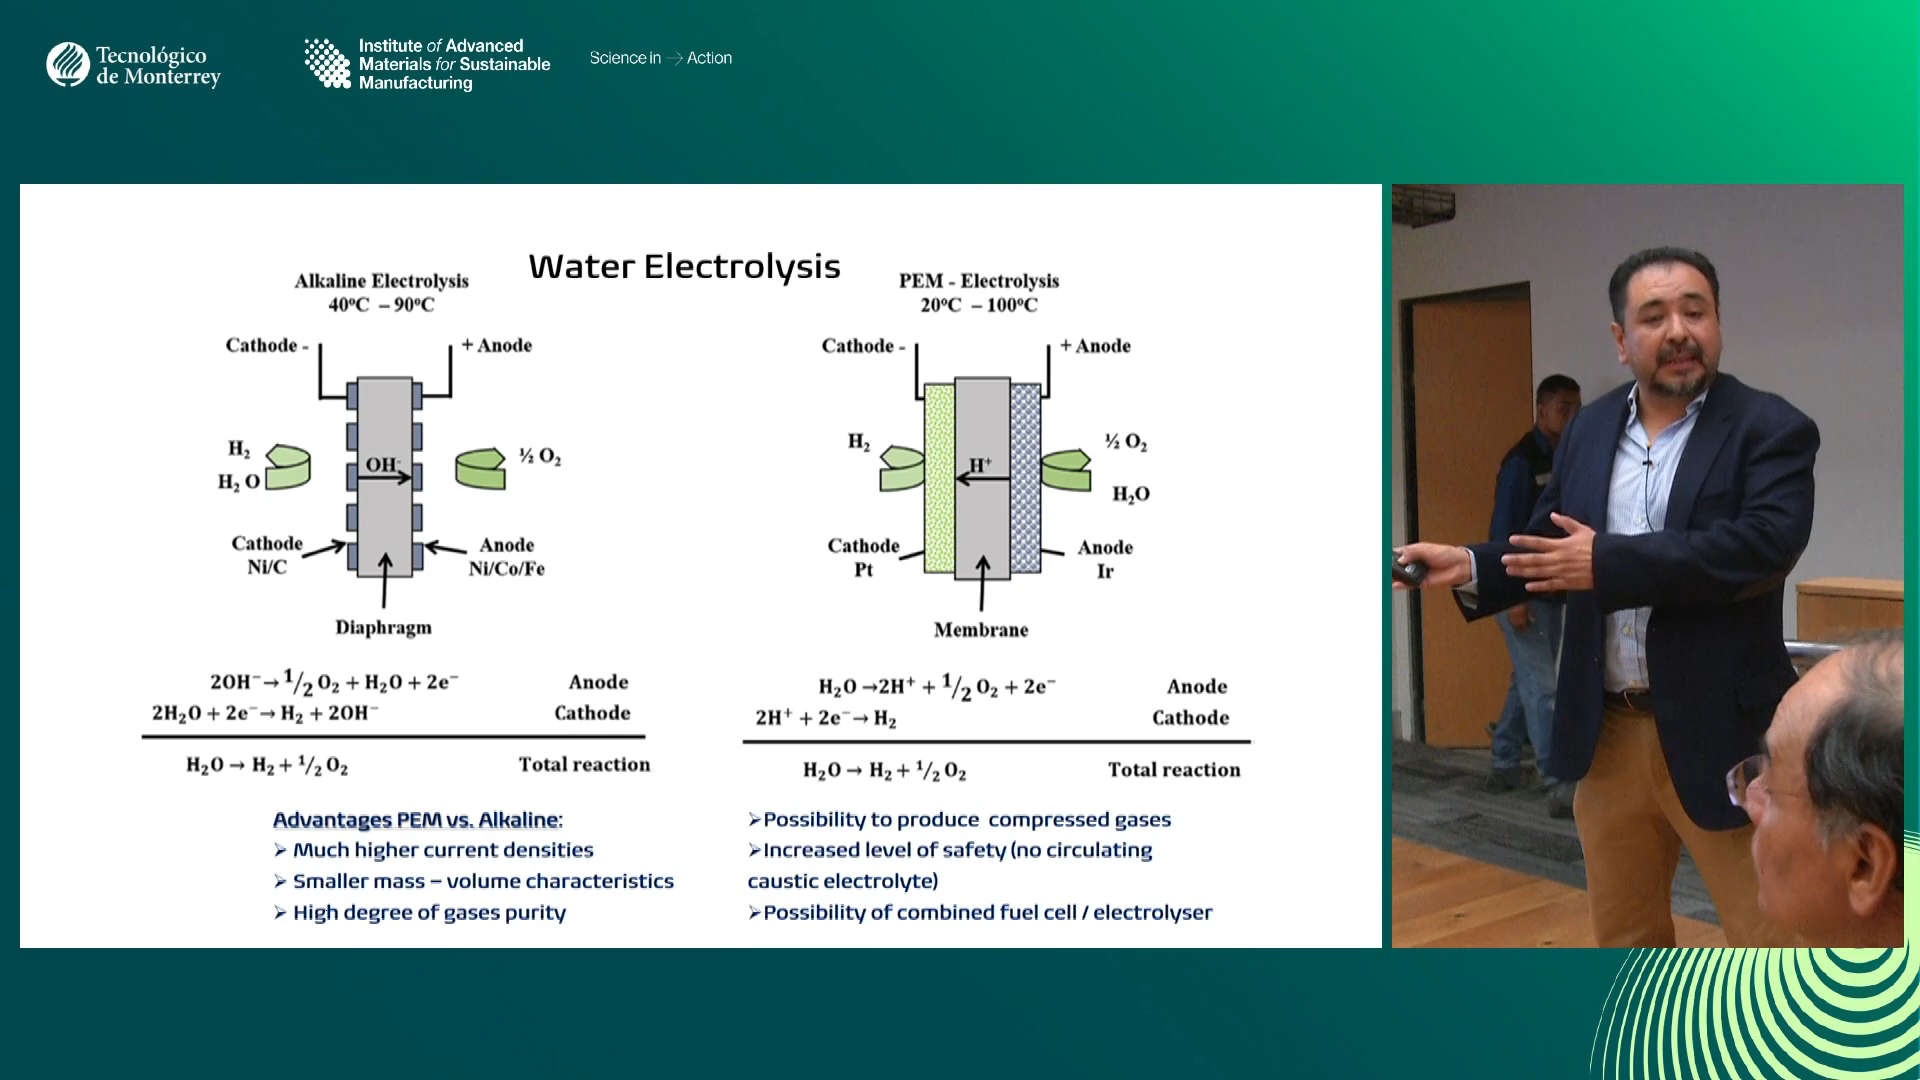 Tecnológico
de Monterrey
Institute of Advanced
Materials for Sustainable
Manufacturing
Science in → Action
Water Electrolysis
Alkaline Electrolysis
40ºC – 90ºC
Cathode -
+ Anode
H₂
H₂ O
OH⁻
½ O₂
Cathode
Ni/C
Anode
Ni/Co/Fe
Diaphragm
2OH⁻→ ½ O₂ + H₂O + 2e⁻ Anode
2H₂O + 2e⁻→ H₂ + 2OH⁻ Cathode
H₂O → H₂ + ½ O₂ Total reaction
PEM - Electrolysis
20ºC – 100ºC
Cathode -
+ Anode
H₂
H⁺
½ O₂
H₂O
Cathode
Pt
Anode
Ir
Membrane
H₂O →2H⁺ + ½ O₂ + 2e⁻ Anode
2H⁺ + 2e⁻→ H₂ Cathode
H₂O → H₂ + ½ O₂ Total reaction
Advantages PEM vs. Alkaline:
➢ Much higher current densities
➢ Smaller mass – volume characteristics
➢ High degree of gases purity
➢Possibility to produce compressed gases
➢Increased level of safety (no circulating
caustic electrolyte)
➢Possibility of combined fuel cell / electrolyser